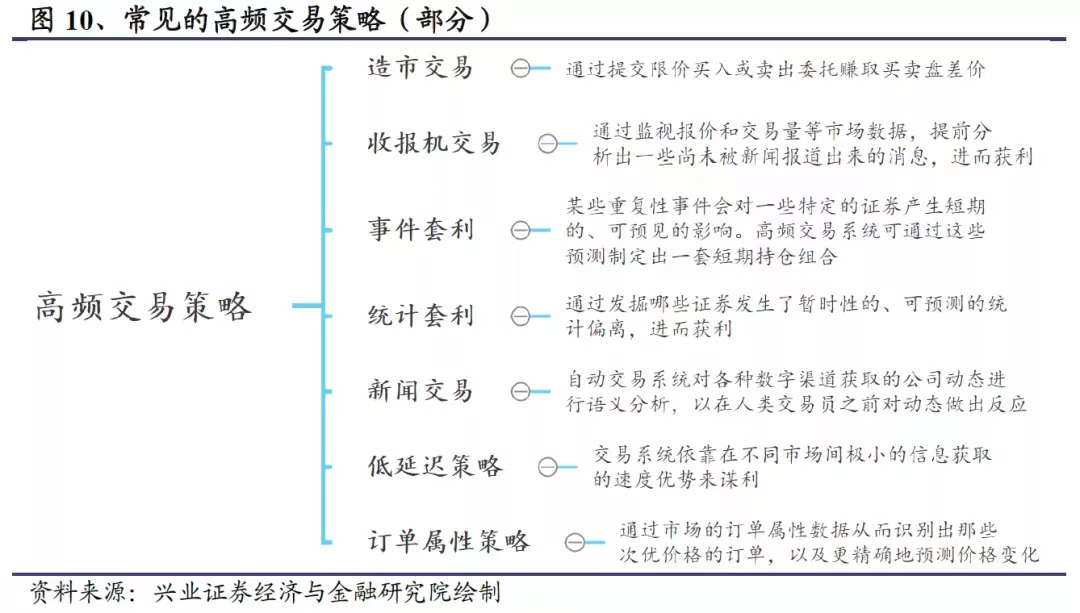 图 10、常见的高频交易策略（部分）
造市交易
通过提交限价买入或卖出委托赚取买卖盘差价
收报机交易
通过监视报价和交易量等市场数据，提前分
析出一些尚未被新闻报道出来的消息，进而获利
事件套利
某些重复性事件会对一些特定的证券产生短期
的、可预见的影响。高频交易系统可通过这些
预测制定出一套短期持仓组合
高频交易策略
统计套利
通过发掘哪些证券发生了暂时性的、可预测的统
计偏离，进而获利
新闻交易
自动交易系统对各种数字渠道获取的公司动态进
行语义分析，以在人类交易员之前对动态做出反应
低延迟策略
交易系统依靠在不同市场间极小的信息获取
的速度优势来谋利
订单属性策略
通过市场的订单属性数据从而识别出那些
次优价格的订单，以及更精确地预测价格变化
资料来源：兴业证券经济与金融研究院绘制